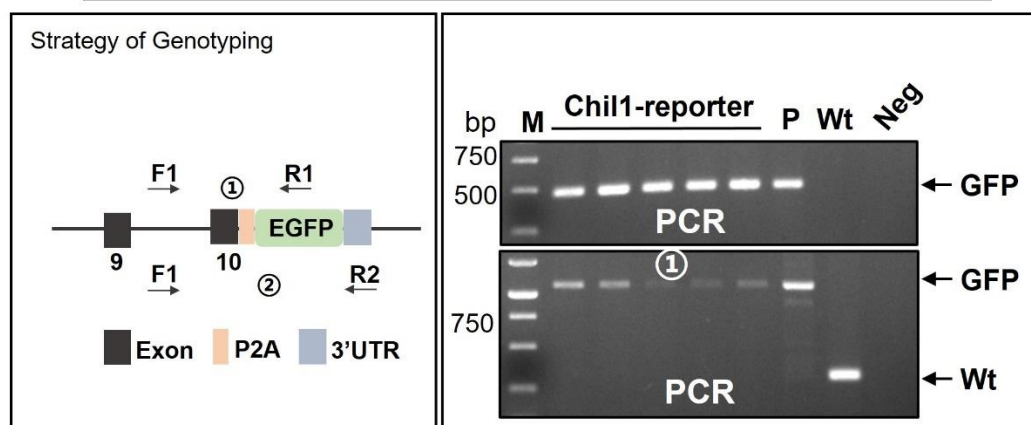 Strategy of Genotyping
F1 ① R1
EGFP
9 10
F1 ② R2
Exon P2A 3'UTR
bp M Chil1-reporter P Wt Neg
750
500
GFP
PCR
①
GFP
750
Wt
PCR